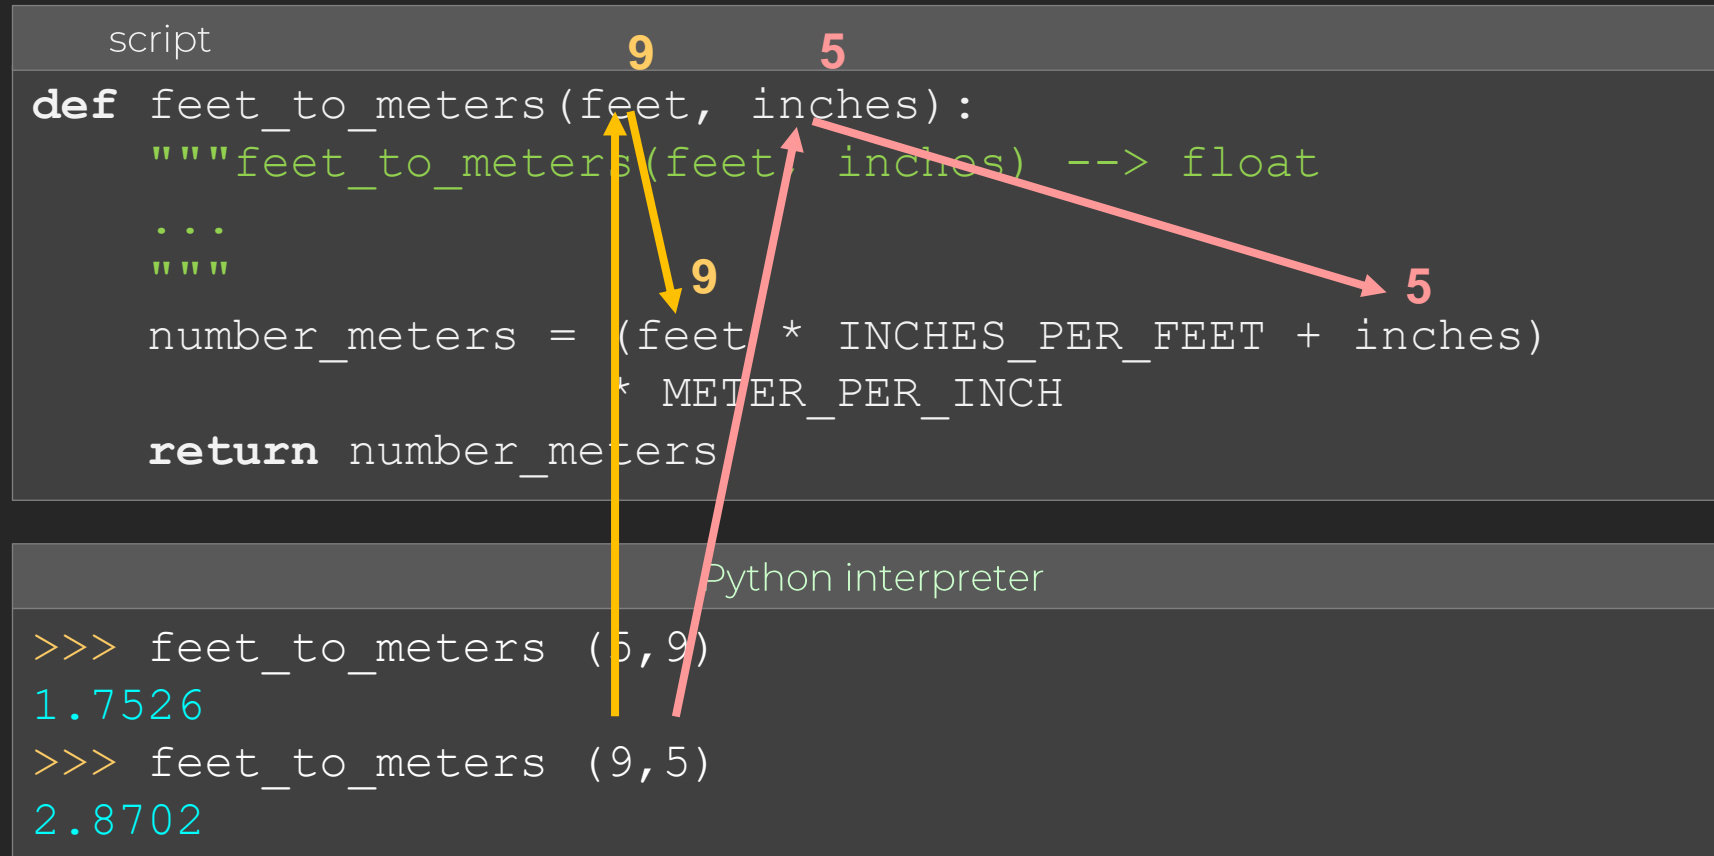 script
9 5
def feet_to_meters(feet, inches):
"""feet_to_meters(feet, inches) --> float
...
"""
9 5
number_meters = (feet * INCHES_PER_FEET + inches)
* METER_PER_INCH
return number_meters
Python interpreter
>>> feet_to_meters (5,9)
1.7526
>>> feet_to_meters (9,5)
2.8702